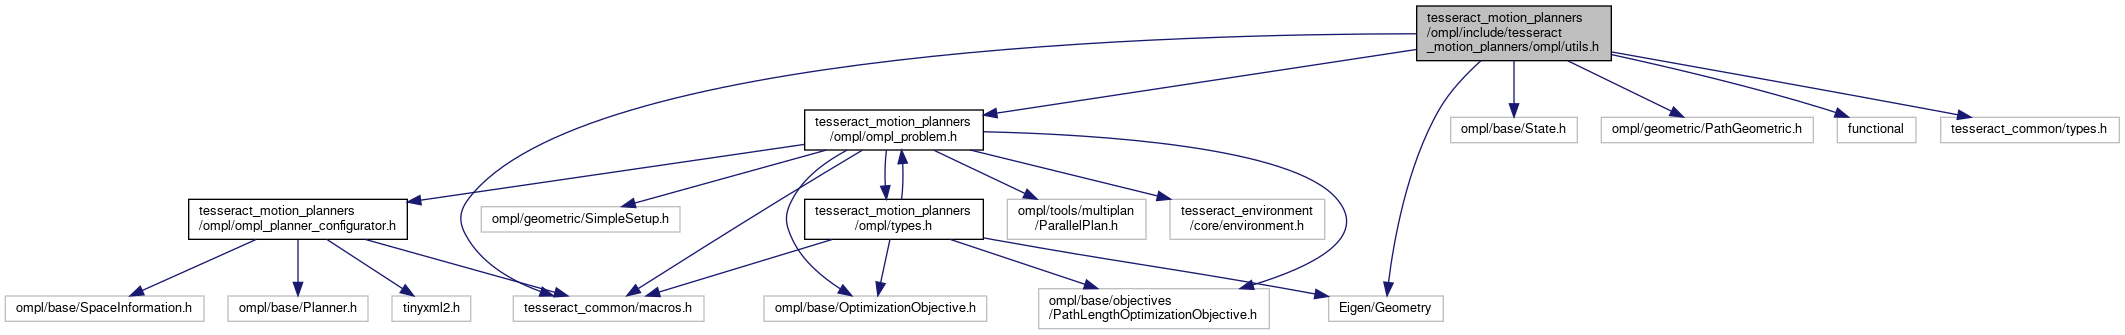 tesseract_motion_planners
/ompl/include/tesseract
_motion_planners/ompl/utils.h
tesseract_motion_planners
/ompl/ompl_problem.h
ompl/base/State.h
ompl/geometric/PathGeometric.h
functional
tesseract_common/types.h
tesseract_motion_planners
/ompl/ompl_planner_configurator.h
ompl/geometric/SimpleSetup.h
tesseract_motion_planners
/ompl/types.h
ompl/tools/multiplan
/ParallelPlan.h
tesseract_environment
/core/environment.h
ompl/base/SpaceInformation.h
ompl/base/Planner.h
tinyxml2.h
tesseract_common/macros.h
ompl/base/OptimizationObjective.h
ompl/base/objectives
/PathLengthOptimizationObjective.h
Eigen/Geometry